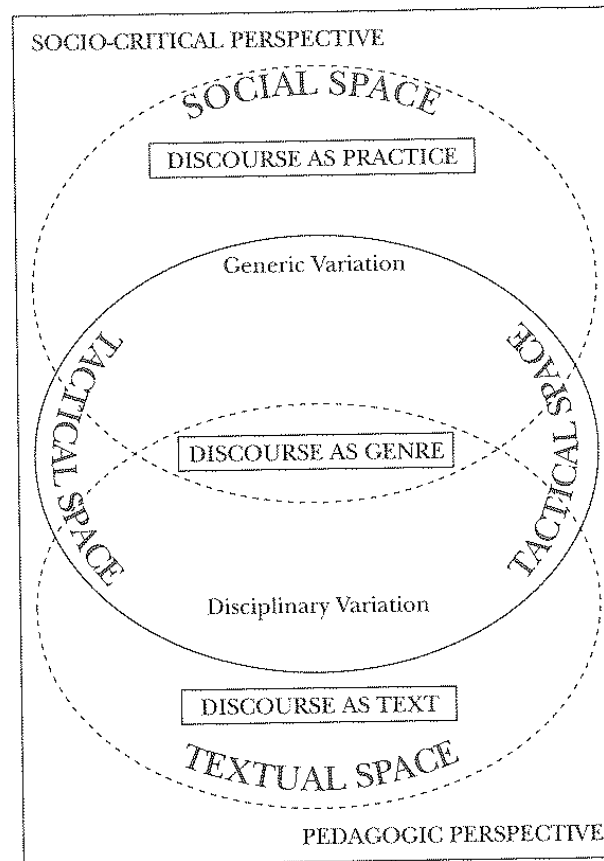 SOCIO-CRITICAL PERSPECTIVE
SOCIAL SPACE
DISCOURSE AS PRACTICE
Generic Variation
TACTICAL SPACE
TACTICAL SPACE
DISCOURSE AS GENRE
Disciplinary Variation
DISCOURSE AS TEXT
TEXTUAL SPACE
PEDAGOGIC PERSPECTIVE